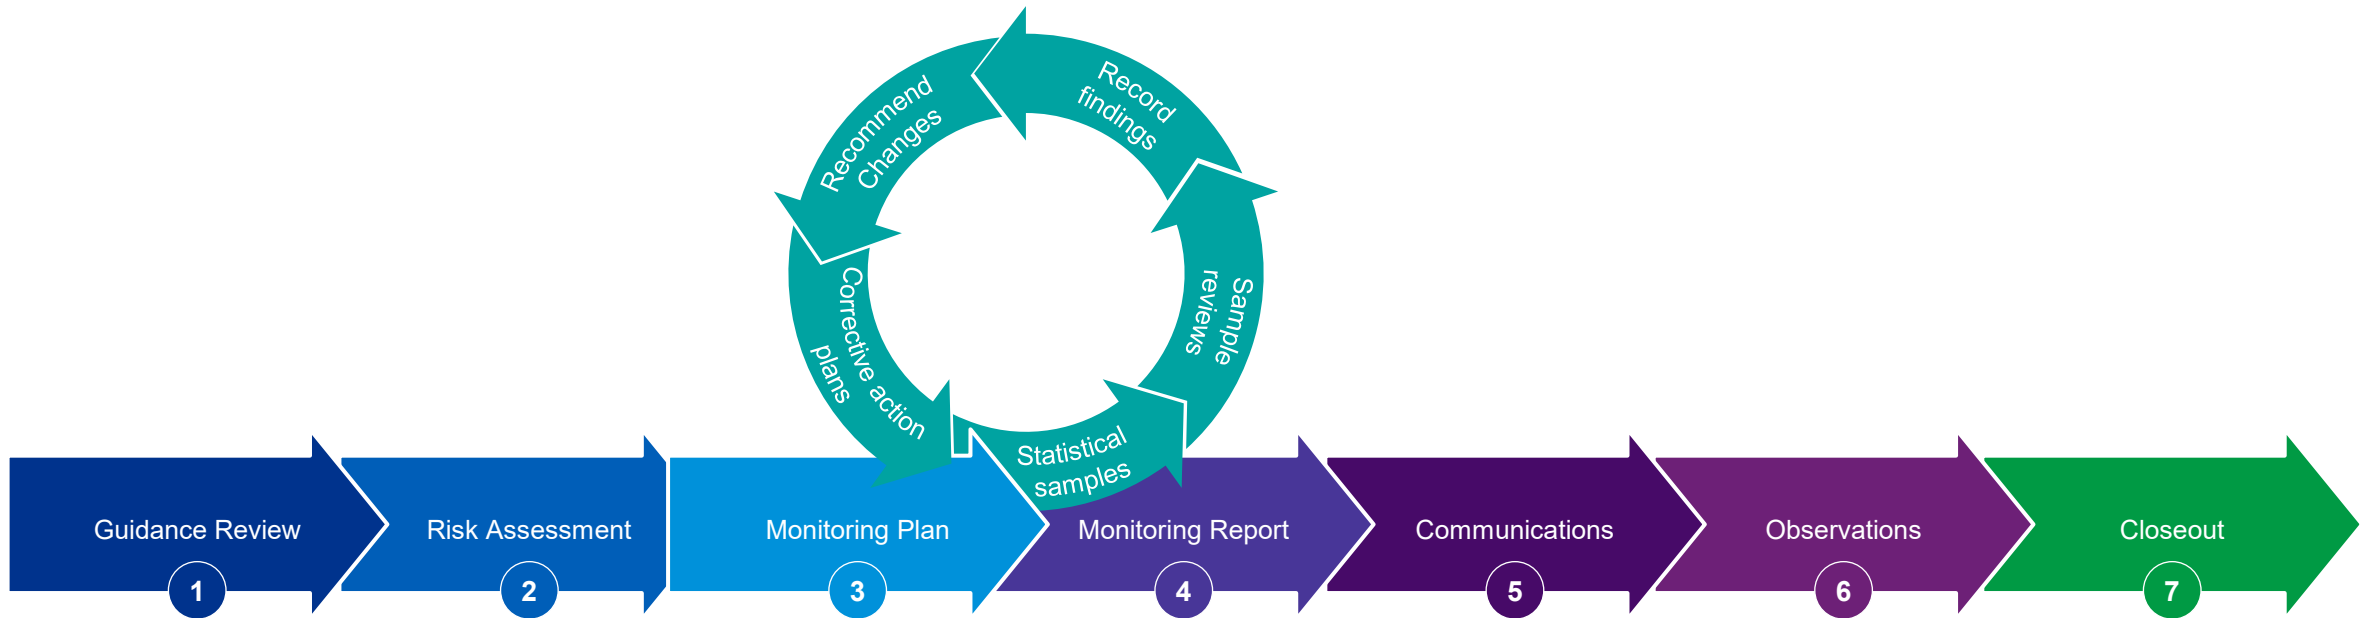 Record
findings
Recommend
Changes
Sample
reviews
Corrective action
plans
Statistical
samples
Guidance Review
Risk Assessment
Monitoring Plan
Monitoring Report
Communications
Observations
Closeout
1
2
3
4
5
6
7